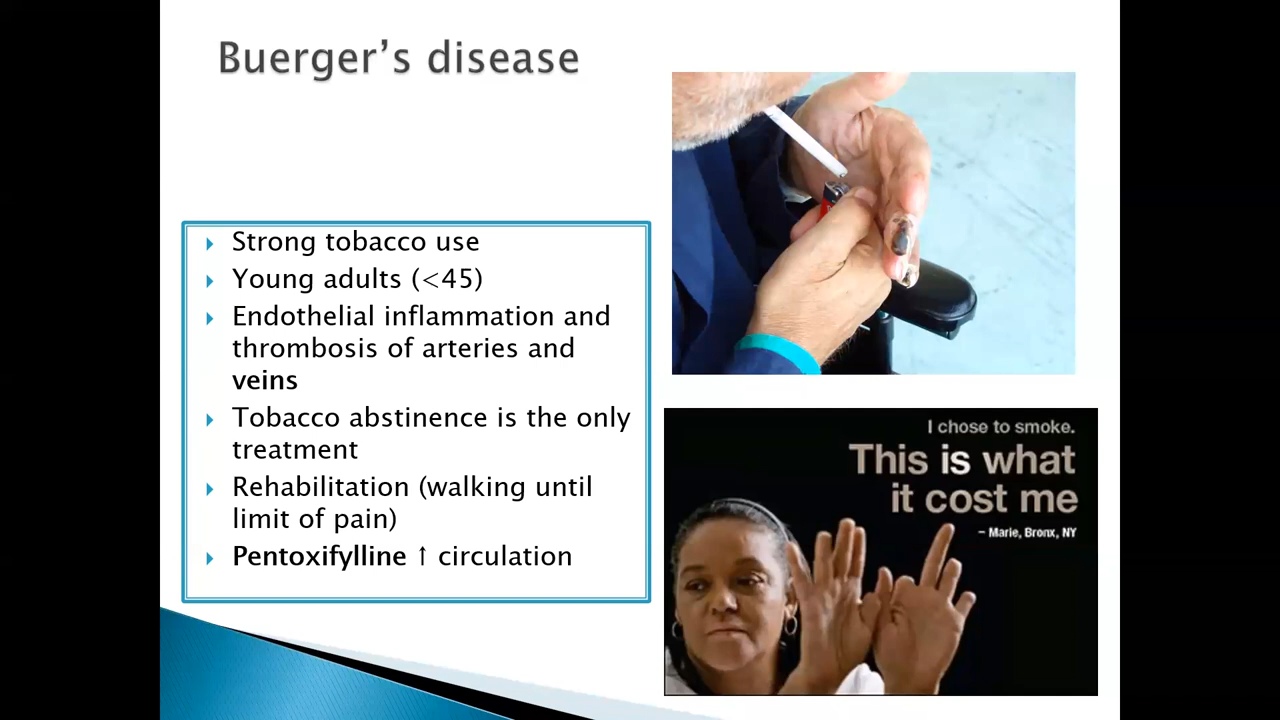 Buerger’s disease
Strong tobacco use
Young adults (<45)
Endothelial inflammation and
thrombosis of arteries and
veins
Tobacco abstinence is the only
treatment
Rehabilitation (walking until
limit of pain)
Pentoxifylline ↑ circulation
I chose to smoke.
This is what
it cost me
– Marie, Bronx, NY